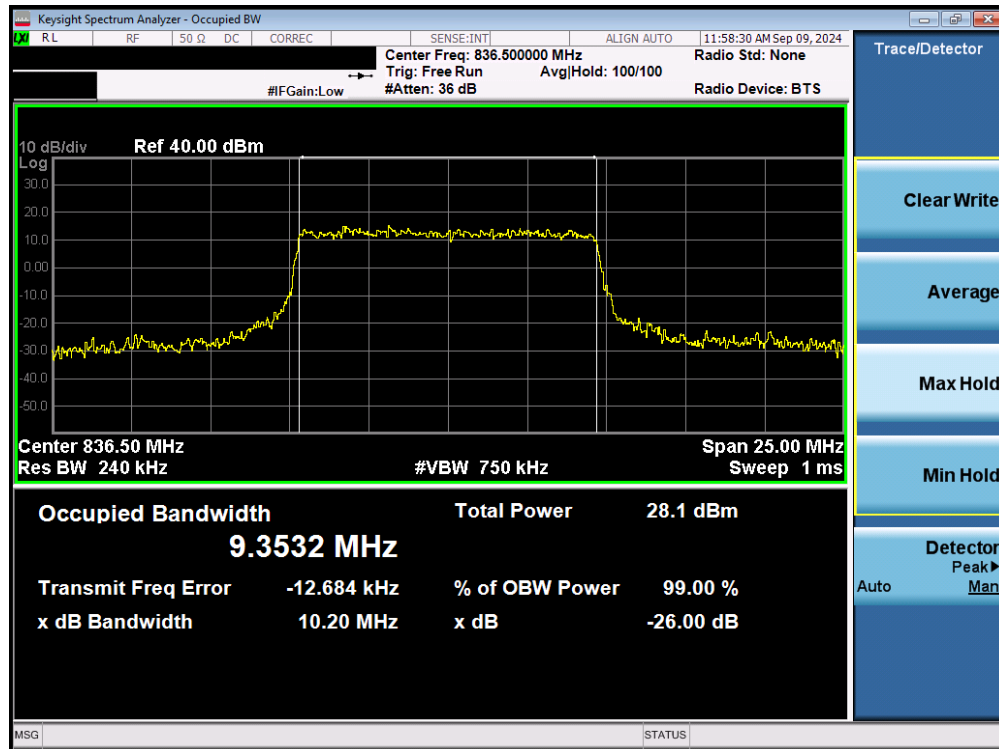 Keysight Spectrum Analyzer - Occupied BW
LXI RL RF 50 Ω DC CORREC SENSE:INT ALIGN AUTO 11:58:30 AM Sep 09, 2024
Center Freq: 836.500000 MHz Radio Std: None
Trig: Free Run Avg|Hold: 100/100
#IFGain:Low #Atten: 36 dB Radio Device: BTS
10 dB/div Ref 40.00 dBm
Log
30.0
20.0
10.0
0.00
-10.0
-20.0
-30.0
-40.0
-50.0
Center 836.50 MHz Span 25.00 MHz
Res BW 240 kHz #VBW 750 kHz Sweep 1 ms
Occupied Bandwidth Total Power 28.1 dBm
9.3532 MHz
Transmit Freq Error -12.684 kHz % of OBW Power 99.00 %
x dB Bandwidth 10.20 MHz x dB -26.00 dB
MSG STATUS
Trace/Detector
Clear Write
Average
Max Hold
Min Hold
Detector
Peak▶
Auto Man